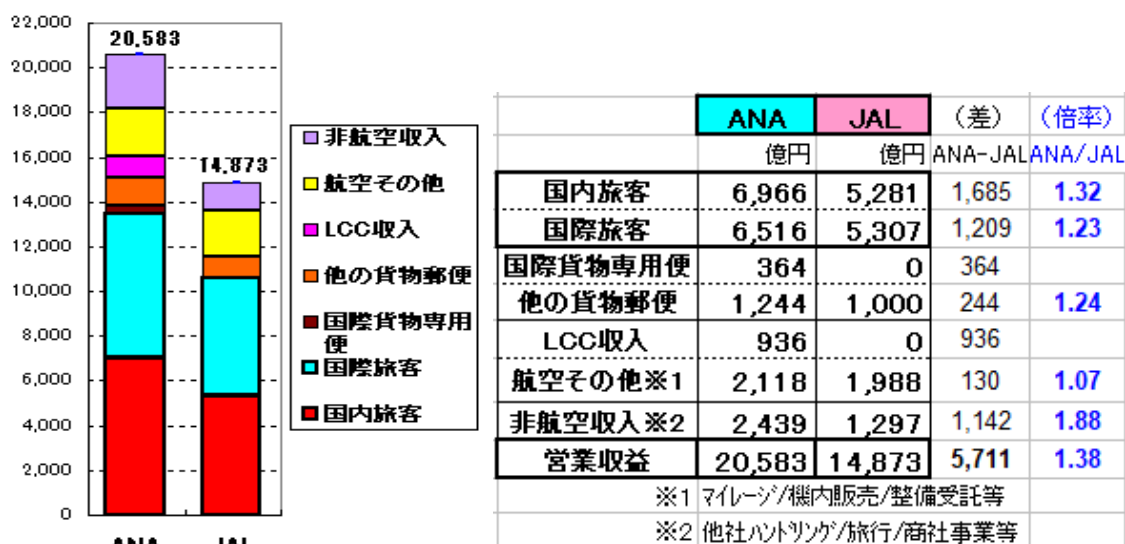 22,000
20,000
18,000
16,000
14,000
12,000
10,000
8,000
6,000
4,000
2,000
0
20,583
14,873
ANA JAL
非航空収入
航空その他
LCC収入
他の貨物郵便
国際貨物専用
便
国際旅客
国内旅客
ANA JAL （差） （倍率）
億円 億円 ANA-JAL ANA/JAL
国内旅客 6,966 5,281 1,685 1.32
国際旅客 6,516 5,307 1,209 1.23
国際貨物専用便 364 0 364
他の貨物郵便 1,244 1,000 244 1.24
LCC収入 936 0 936
航空その他※1 2,118 1,988 130 1.07
非航空収入※2 2,439 1,297 1,142 1.88
営業収益 20,583 14,873 5,711 1.38
※1 ﾏｲﾚｰｼﾞ/機内販売/整備受託等
※2 他社ﾊﾝﾄﾞﾘﾝｸﾞ/旅行/商社事業等